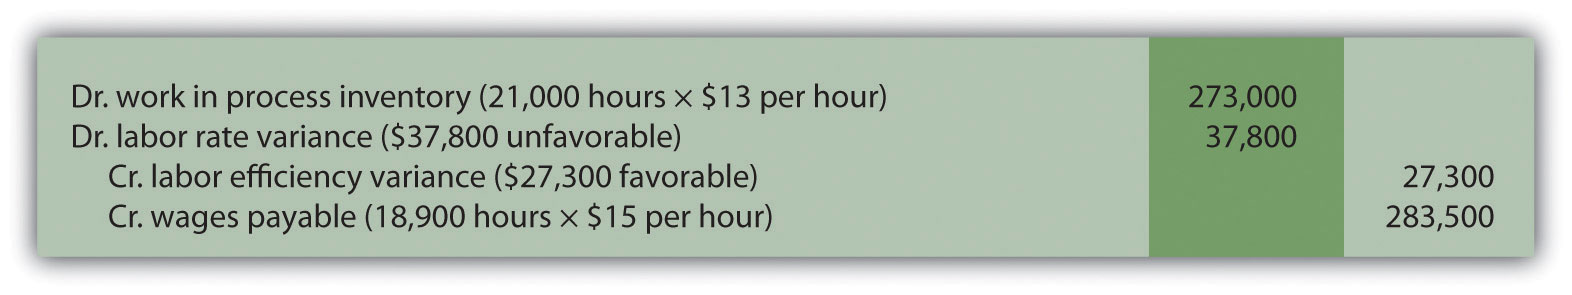 Dr. work in process inventory (21,000 hours × $13 per hour) 273,000
Dr. labor rate variance ($37,800 unfavorable) 37,800
Cr. labor efficiency variance ($27,300 favorable) 27,300
Cr. wages payable (18,900 hours × $15 per hour) 283,500